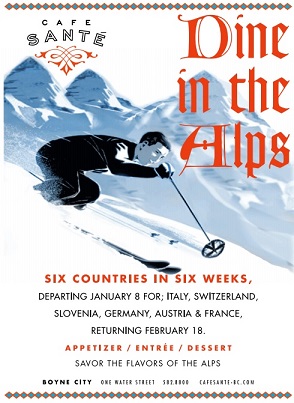 CAFE
SANTÉ
Dine
in the
Alps
SIX COUNTRIES IN SIX WEEKS,
DEPARTING JANUARY 8 FOR; ITALY, SWITZERLAND,
SLOVENIA, GERMANY, AUSTRIA & FRANCE,
RETURNING FEBRUARY 18.
APPETIZER / ENTRÉE / DESSERT
SAVOR THE FLAVORS OF THE ALPS
BOYNE CITY ONE WATER STREET 582.8800 CAFESANTE-BC.COM